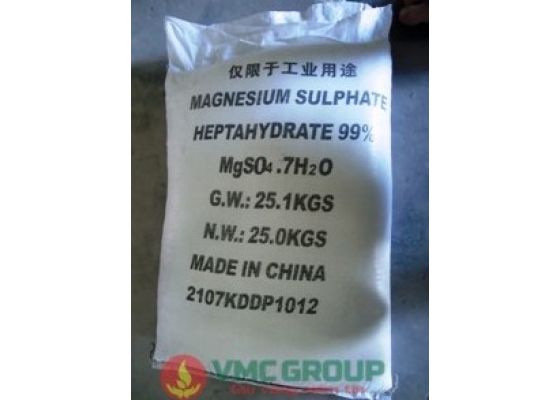 仅限于工业用途
MAGNESIUM SULPHATE
HEPTAHYDRATE 99%
MgSO4 .7H2O
G.W.: 25.1KGS
N.W.: 25.0KGS
MADE IN CHINA
2107KDDP1012
VMC GROUP